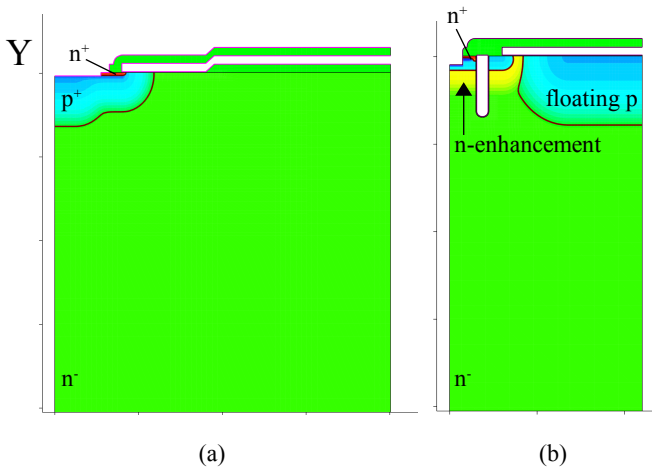 Y
n+
p+
n-
(a)
n+
floating p
n-enhancement
n-
(b)